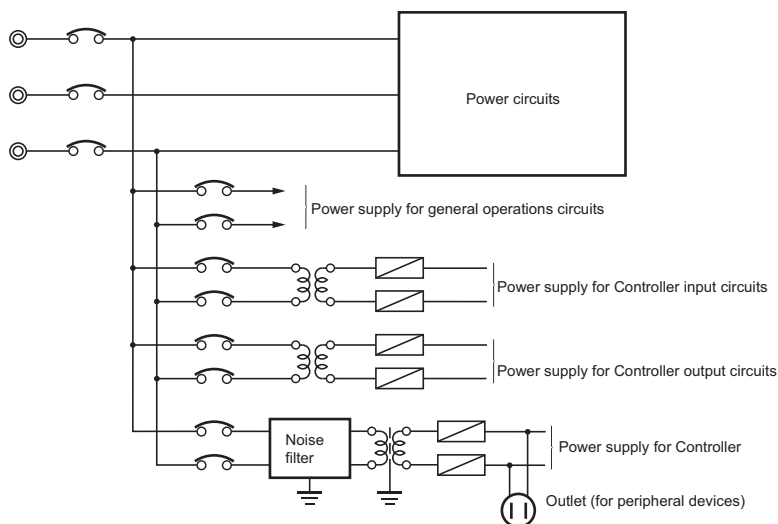 Power circuits
Power supply for general operations circuits
Power supply for Controller input circuits
Power supply for Controller output circuits
Noise
filter
Power supply for Controller
Outlet (for peripheral devices)